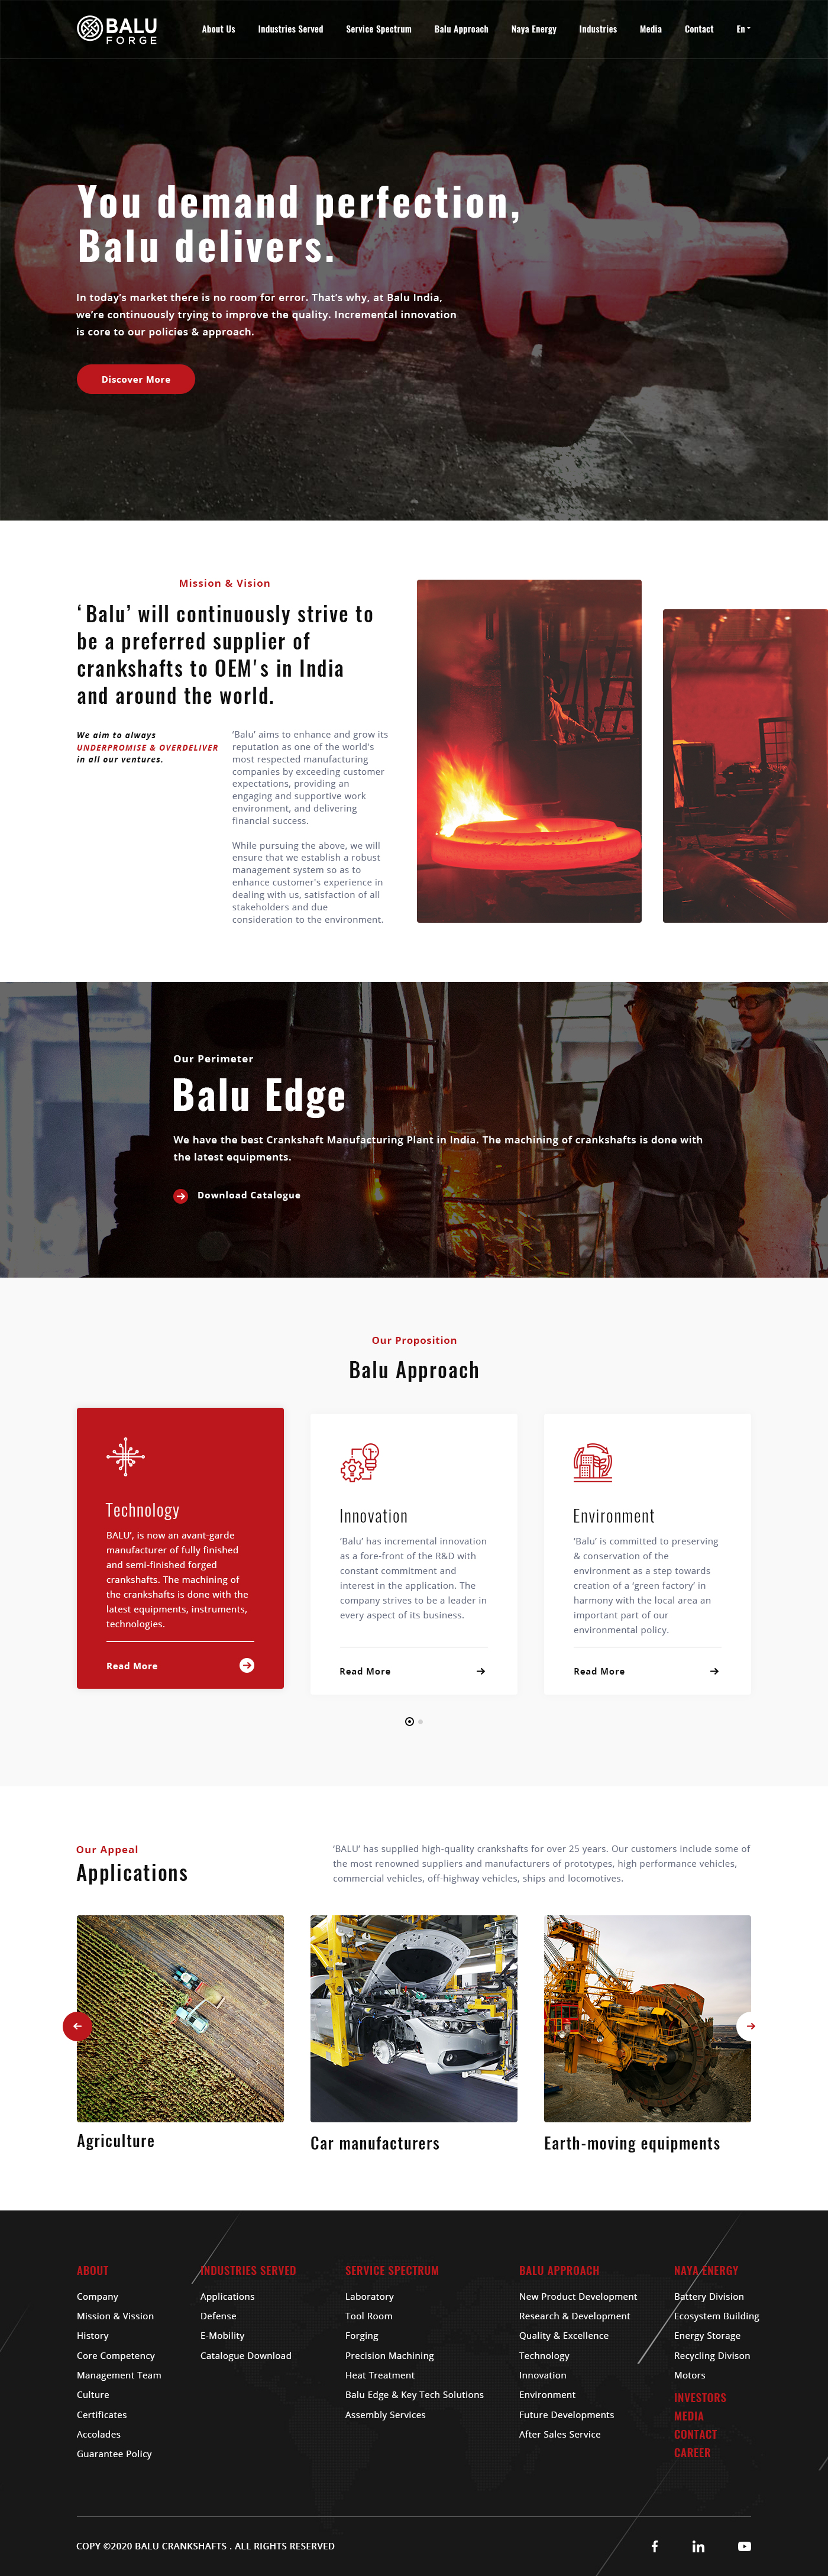 BALU
FORGE
About Us
Industries Served
Service Spectrum
Balu Approach
Naya Energy
Industries
Media
Contact
En
You demand perfection,
Balu delivers.
In today's market there is no room for error. That's why, at Balu India,
we're continuously trying to improve the quality. Incremental innovation
is core to our policies & approach.
Discover More
Mission & Vision
‘Balu’ will continuously strive to
be a preferred supplier of
crankshafts to OEM's in India
and around the world.
We aim to always
UNDERPROMISE & OVERDELIVER
in all our ventures.
‘Balu’ aims to enhance and grow its
reputation as one of the world's
most respected manufacturing
companies by exceeding customer
expectations, providing an
engaging and supportive work
environment, and delivering
financial success.
While pursuing the above, we will
ensure that we establish a robust
management system so as to
enhance customer's experience in
dealing with us, satisfaction of all
stakeholders and due
consideration to the environment.
Our Perimeter
Balu Edge
We have the best Crankshaft Manufacturing Plant in India. The machining of crankshafts is done with
the latest equipments.
Download Catalogue
Our Proposition
Balu Approach
Technology
BALU’, is now an avant-garde
manufacturer of fully finished
and semi-finished forged
crankshafts. The machining of
the crankshafts is done with the
latest equipments, instruments,
technologies.
Read More
Innovation
‘Balu’ has incremental innovation
as a fore-front of the R&D with
constant commitment and
interest in the application. The
company strives to be a leader in
every aspect of its business.
Read More
Environment
‘Balu’ is committed to preserving
& conservation of the
environment as a step towards
creation of a ‘green factory’ in
harmony with the local area an
important part of our
environmental policy.
Read More
Our Appeal
Applications
‘BALU’ has supplied high-quality crankshafts for over 25 years. Our customers include some of
the most renowned suppliers and manufacturers of prototypes, high performance vehicles,
commercial vehicles, off-highway vehicles, ships and locomotives.
Agriculture
Car manufacturers
Earth-moving equipments
ABOUT
Company
Mission & Vission
History
Core Competency
Management Team
Culture
Certificates
Accolades
Guarantee Policy
INDUSTRIES SERVED
Applications
Defense
E-Mobility
Catalogue Download
SERVICE SPECTRUM
Laboratory
Tool Room
Forging
Precision Machining
Heat Treatment
Balu Edge & Key Tech Solutions
Assembly Services
BALU APPROACH
New Product Development
Research & Development
Quality & Excellence
Technology
Innovation
Environment
Future Developments
After Sales Service
NAYA ENERGY
Battery Division
Ecosystem Building
Energy Storage
Recycling Divison
Motors
INVESTORS
MEDIA
CONTACT
CAREER
COPY ©2020 BALU CRANKSHAFTS . ALL RIGHTS RESERVED